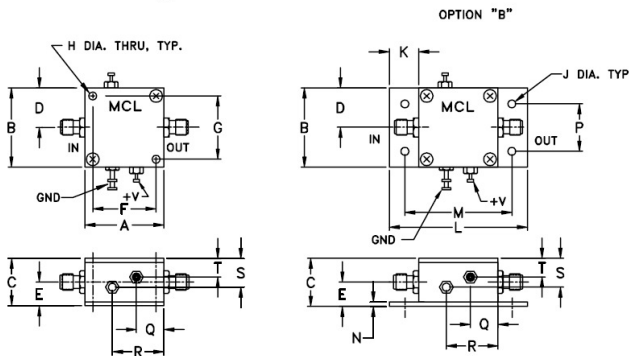 OPTION "B"
H DIA. THRU, TYP.
K
J DIA. TYP
D
B
MCL
G
IN
OUT
GND
+V
F
A
D
B
MCL
P
IN
OUT
GND
+V
M
L
C
E
T
S
Q
R
C
E
N
T
S
Q
R